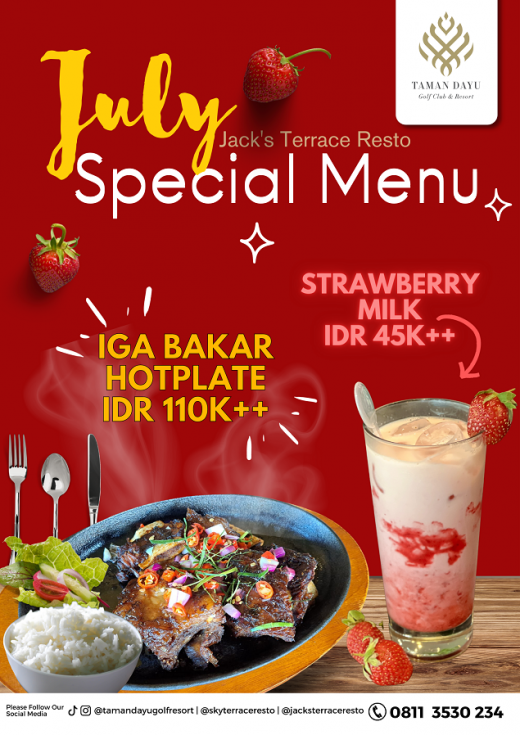 TAMAN DAYU
Golf Club & Resort
July
Jack's Terrace Resto
Special Menu
STRAWBERRY
MILK
IDR 45K++
IGA BAKAR
HOTPLATE
IDR 110K++
Please Follow Our
Social Media
@tamandayugolfresort | @skyterraceresto | @jacksterraceresto
0811 3530 234